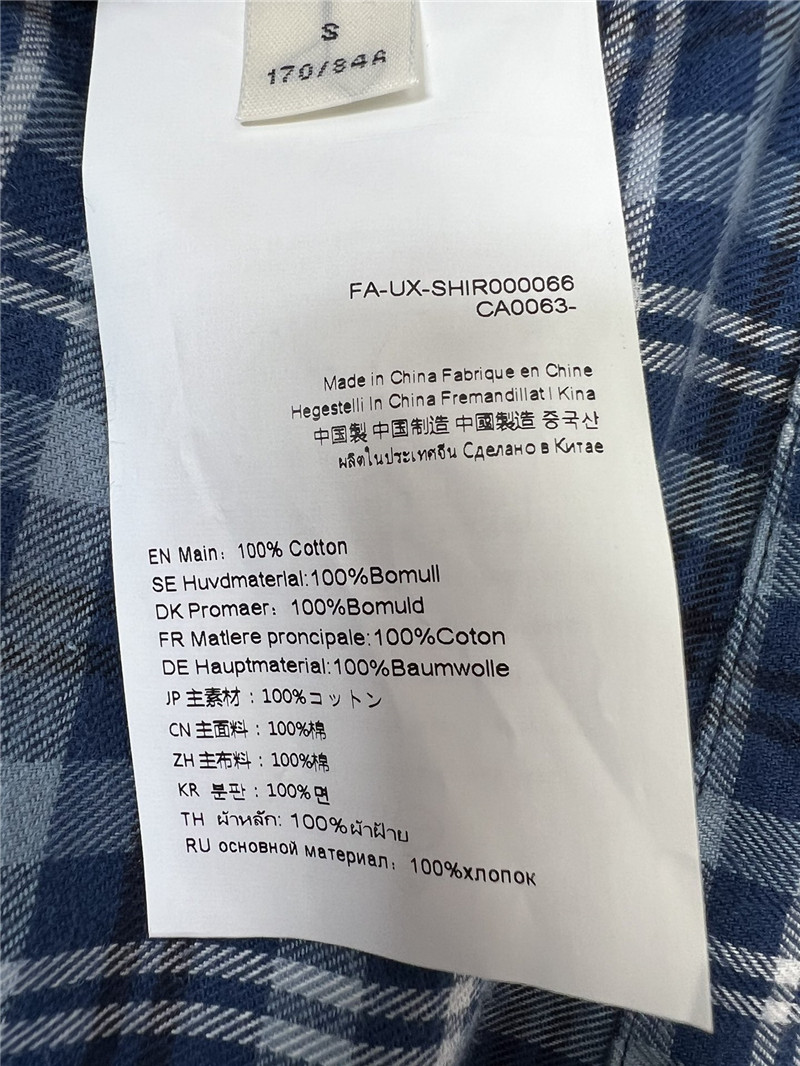 S
170/84A
FA-UX-SHIR000066
CA0063-
Made in China Fabrique en Chine
Hegestelli In China Fremandillat I Kina
中国製 中国制造 中國製造 중국산
ผลิตในประเทศจีน Сделано в Китае
EN Main: 100% Cotton
SE Huvdmaterlal:100%Bomull
DK Promaer: 100%Bomuld
FR Matlere proncipale:100%Coton
DE Hauptmaterial:100%Baumwolle
JP 主素材:100%コットン
CN 主面料:100%棉
ZH 主布料:100%棉
KR 분판:100%면
TH ผ้าหลัก: 100%ผ้าฝ้าย
RU основной материал: 100%хлопок